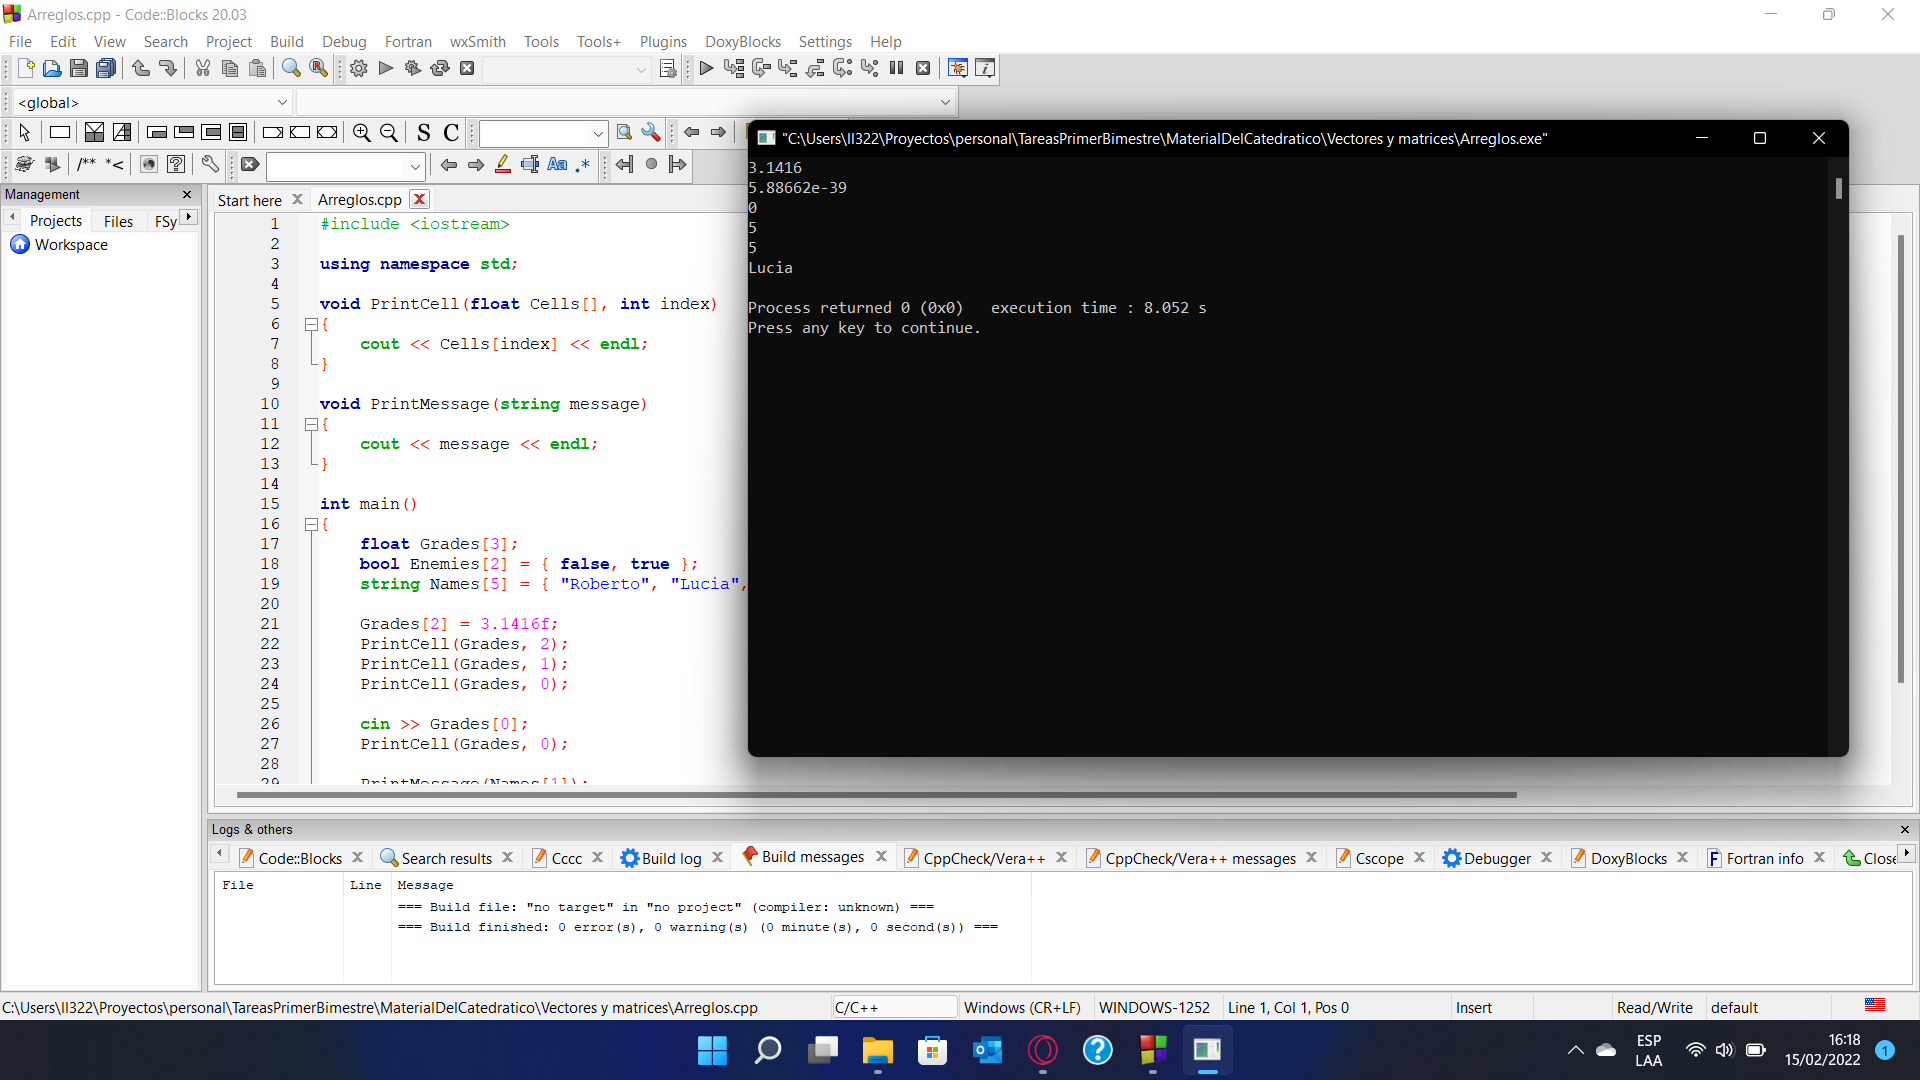 Arreglos.cpp - Code::Blocks 20.03
File Edit View Search Project Build Debug Fortran wxSmith Tools Tools+ Plugins DoxyBlocks Settings Help
<global>
S C
/** *<
Aa .*
Management
Projects Files FSy
Workspace
Start here Arreglos.cpp
1 #include <iostream>
2
3 using namespace std;
4
5 void PrintCell(float Cells[], int index)
6 {
7 cout << Cells[index] << endl;
8 }
9
10 void PrintMessage(string message)
11 {
12 cout << message << endl;
13 }
14
15 int main()
16 {
17 float Grades[3];
18 bool Enemies[2] = { false, true };
19 string Names[5] = { "Roberto", "Lucia",
20
21 Grades[2] = 3.1416f;
22 PrintCell(Grades, 2);
23 PrintCell(Grades, 1);
24 PrintCell(Grades, 0);
25
26 cin >> Grades[0];
27 PrintCell(Grades, 0);
28
29 PrintMessage(Names[1]);
"C:\Users\ll322\Proyectos\personal\TareasPrimerBimestre\MaterialDelCatedratico\Vectores y matrices\Arreglos.exe"
3.1416
5.88662e-39
0
5
5
Lucia
Process returned 0 (0x0) execution time : 8.052 s
Press any key to continue.
Logs & others
Code::Blocks Search results Cccc Build log Build messages CppCheck/Vera++ CppCheck/Vera++ messages Cscope Debugger DoxyBlocks Fortran info Close
File Line Message
=== Build file: "no target" in "no project" (compiler: unknown) ===
=== Build finished: 0 error(s), 0 warning(s) (0 minute(s), 0 second(s)) ===
C:\Users\ll322\Proyectos\personal\TareasPrimerBimestre\MaterialDelCatedratico\Vectores y matrices\Arreglos.cpp C/C++ Windows (CR+LF) WINDOWS-1252 Line 1, Col 1, Pos 0 Insert Read/Write default
ESP
LAA
16:18
15/02/2022
1